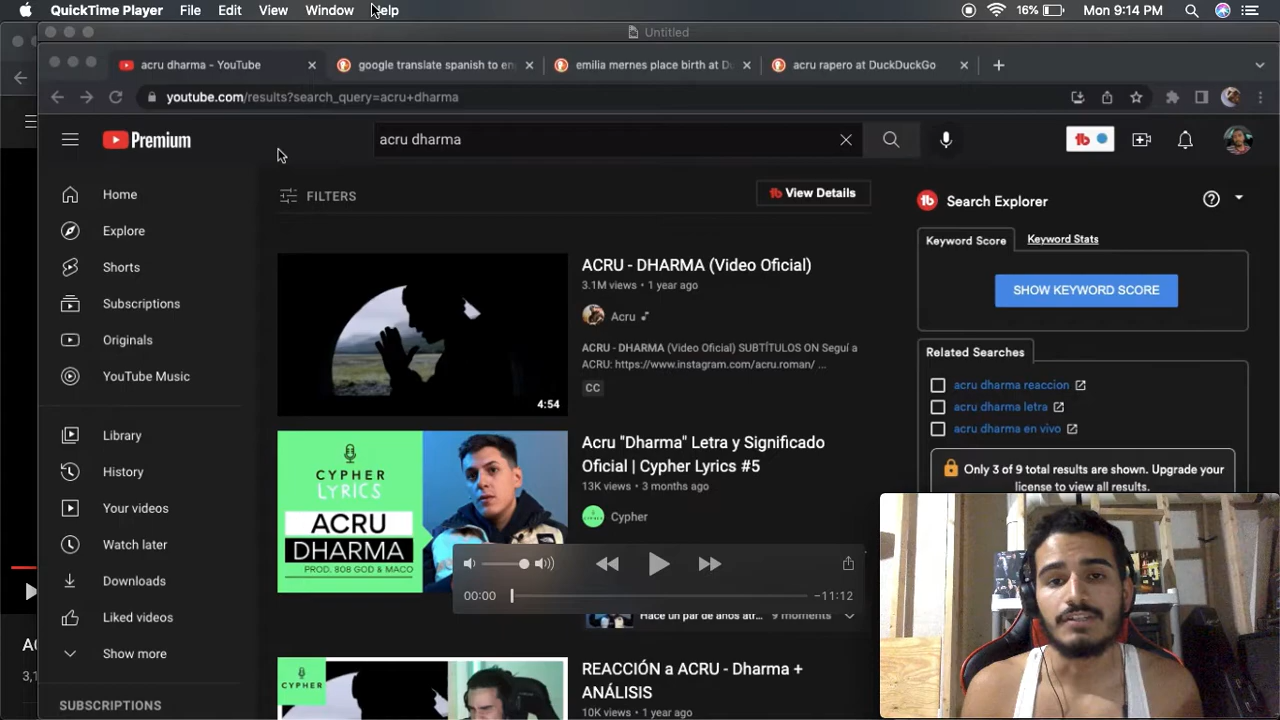 QuickTime Player File Edit View Window Help 16% Mon 9:14 PM
Untitled
acru dharma - YouTube google translate spanish to en emilia mernes place birth at Du acru rapero at DuckDuckGo
youtube.com/results?search_query=acru+dharma
Premium
acru dharma
Home
Explore
Shorts
Subscriptions
Originals
YouTube Music
Library
History
Your videos
Watch later
Downloads
Liked videos
Show more
SUBSCRIPTIONS
FILTERS
View Details
ACRU - DHARMA (Video Oficial)
3.1M views • 1 year ago
Acru
ACRU - DHARMA (Video Oficial) SUBTÍTULOS ON Seguí a
ACRU: https://www.instagram.com/acru.roman/ ...
CC
4:54
CYPHER
LYRICS
ACRU
DHARMA
PROD. 808 GOD & MACO
Acru "Dharma" Letra y Significado
Oficial | Cypher Lyrics #5
13K views • 3 months ago
Cypher
00:00
-11:12
Hace un par de años atr... 9 moments
CYPHER
REACCIÓN a ACRU - Dharma +
ANÁLISIS
10K views • 1 year ago
Search Explorer
Keyword Score Keyword Stats
SHOW KEYWORD SCORE
Related Searches
acru dharma reaccion
acru dharma letra
acru dharma en vivo
Only 3 of 9 total results are shown. Upgrade your
license to view all results.
AC
3,1